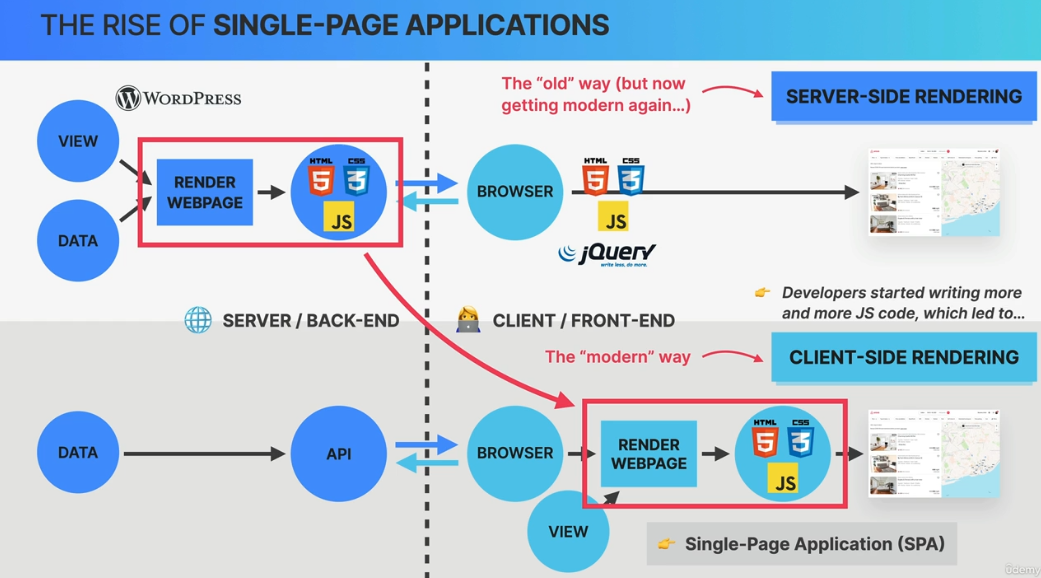 THE RISE OF SINGLE-PAGE APPLICATIONS
WORDPRESS
The “old” way (but now
getting modern again…)
SERVER-SIDE RENDERING
VIEW
DATA
RENDER
WEBPAGE
HTML
5
CSS
3
JS
BROWSER
HTML
5
CSS
3
JS
jQuery
write less, do more.
SERVER / BACK-END
CLIENT / FRONT-END
Developers started writing more
and more JS code, which led to…
The “modern” way
CLIENT-SIDE RENDERING
DATA
API
BROWSER
RENDER
WEBPAGE
HTML
5
CSS
3
JS
VIEW
Single-Page Application (SPA)
ûdemy